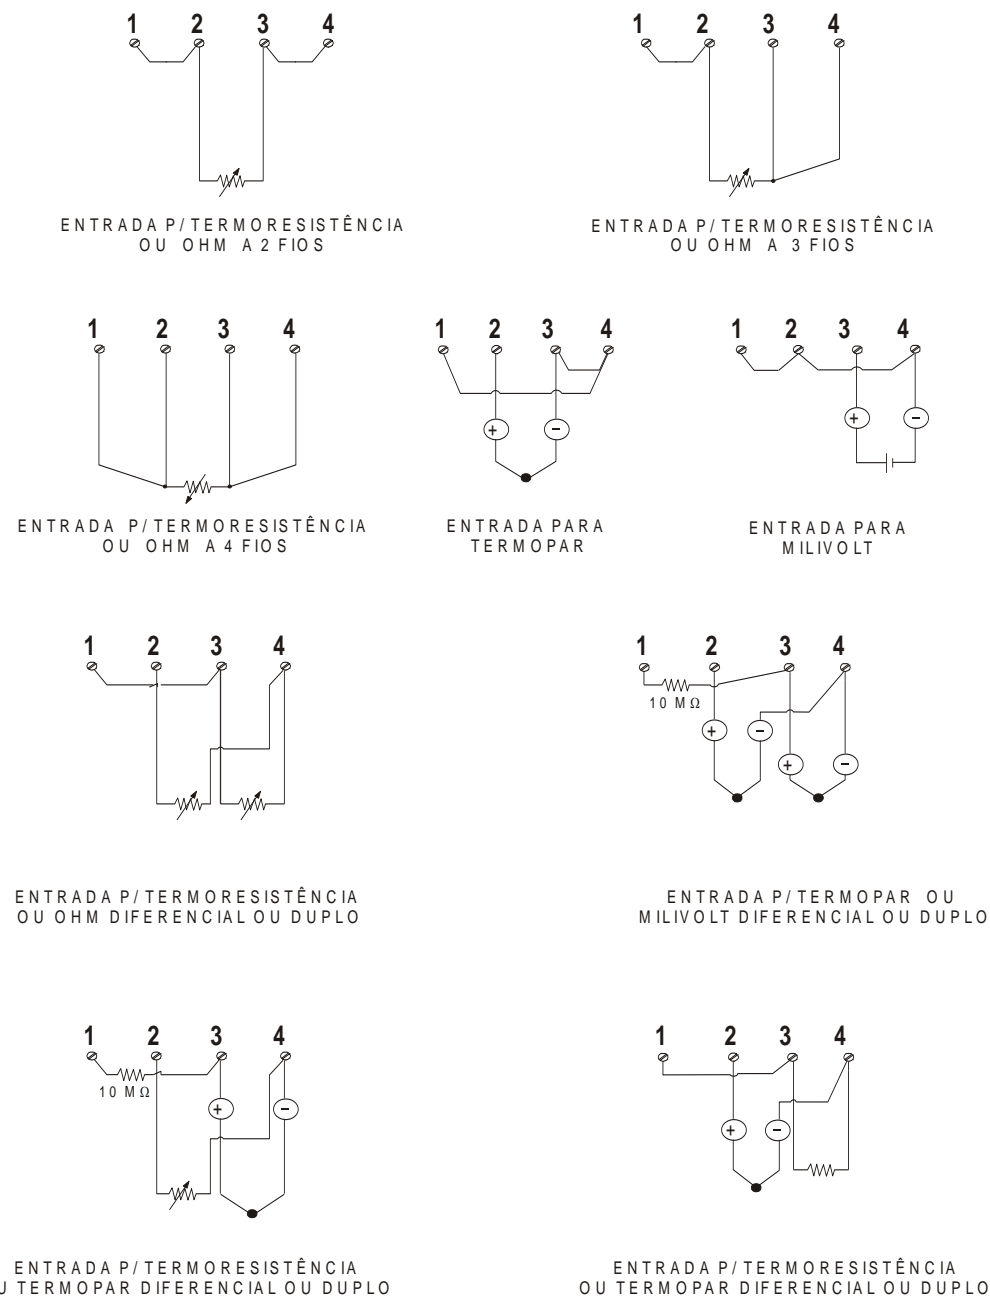 1 2 3 4
1 2 3 4
ENTRADA P/ TERMORESISTÊNCIA
OU OHM A 2 FIOS
ENTRADA P/ TERMORESISTÊNCIA
OU OHM A 3 FIOS
1 2 3 4
1 2 3 4
1 2 3 4
+ −
+ −
ENTRADA P/ TERMORESISTÊNCIA
OU OHM A 4 FIOS
ENTRADA PARA
TERMOPAR
ENTRADA PARA
MILIVOLT
1 2 3 4
1 2 3 4
10 MΩ
+ −
+ −
ENTRADA P/ TERMORESISTÊNCIA
OU OHM DIFERENCIAL OU DUPLO
ENTRADA P/ TERMOPAR OU
MILIVOLT DIFERENCIAL OU DUPLO
1 2 3 4
1 2 3 4
10 MΩ
+ −
+ −
ENTRADA P/ TERMORESISTÊNCIA
U TERMOPAR DIFERENCIAL OU DUPLO
ENTRADA P/ TERMORESISTÊNCIA
OU TERMOPAR DIFERENCIAL OU DUPLO